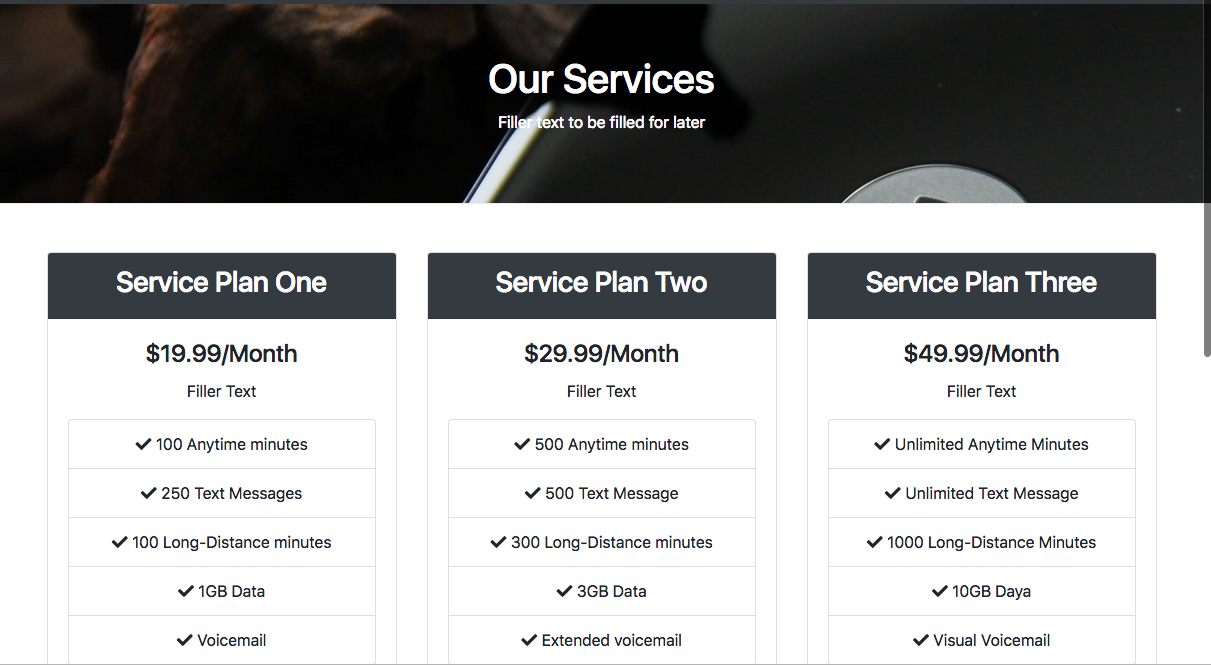 Our Services
Filler text to be filled for later
Service Plan One
$19.99/Month
Filler Text
100 Anytime minutes
250 Text Messages
100 Long-Distance minutes
1GB Data
Voicemail
Service Plan Two
$29.99/Month
Filler Text
500 Anytime minutes
500 Text Message
300 Long-Distance minutes
3GB Data
Extended voicemail
Service Plan Three
$49.99/Month
Filler Text
Unlimited Anytime Minutes
Unlimited Text Message
1000 Long-Distance Minutes
10GB Daya
Visual Voicemail